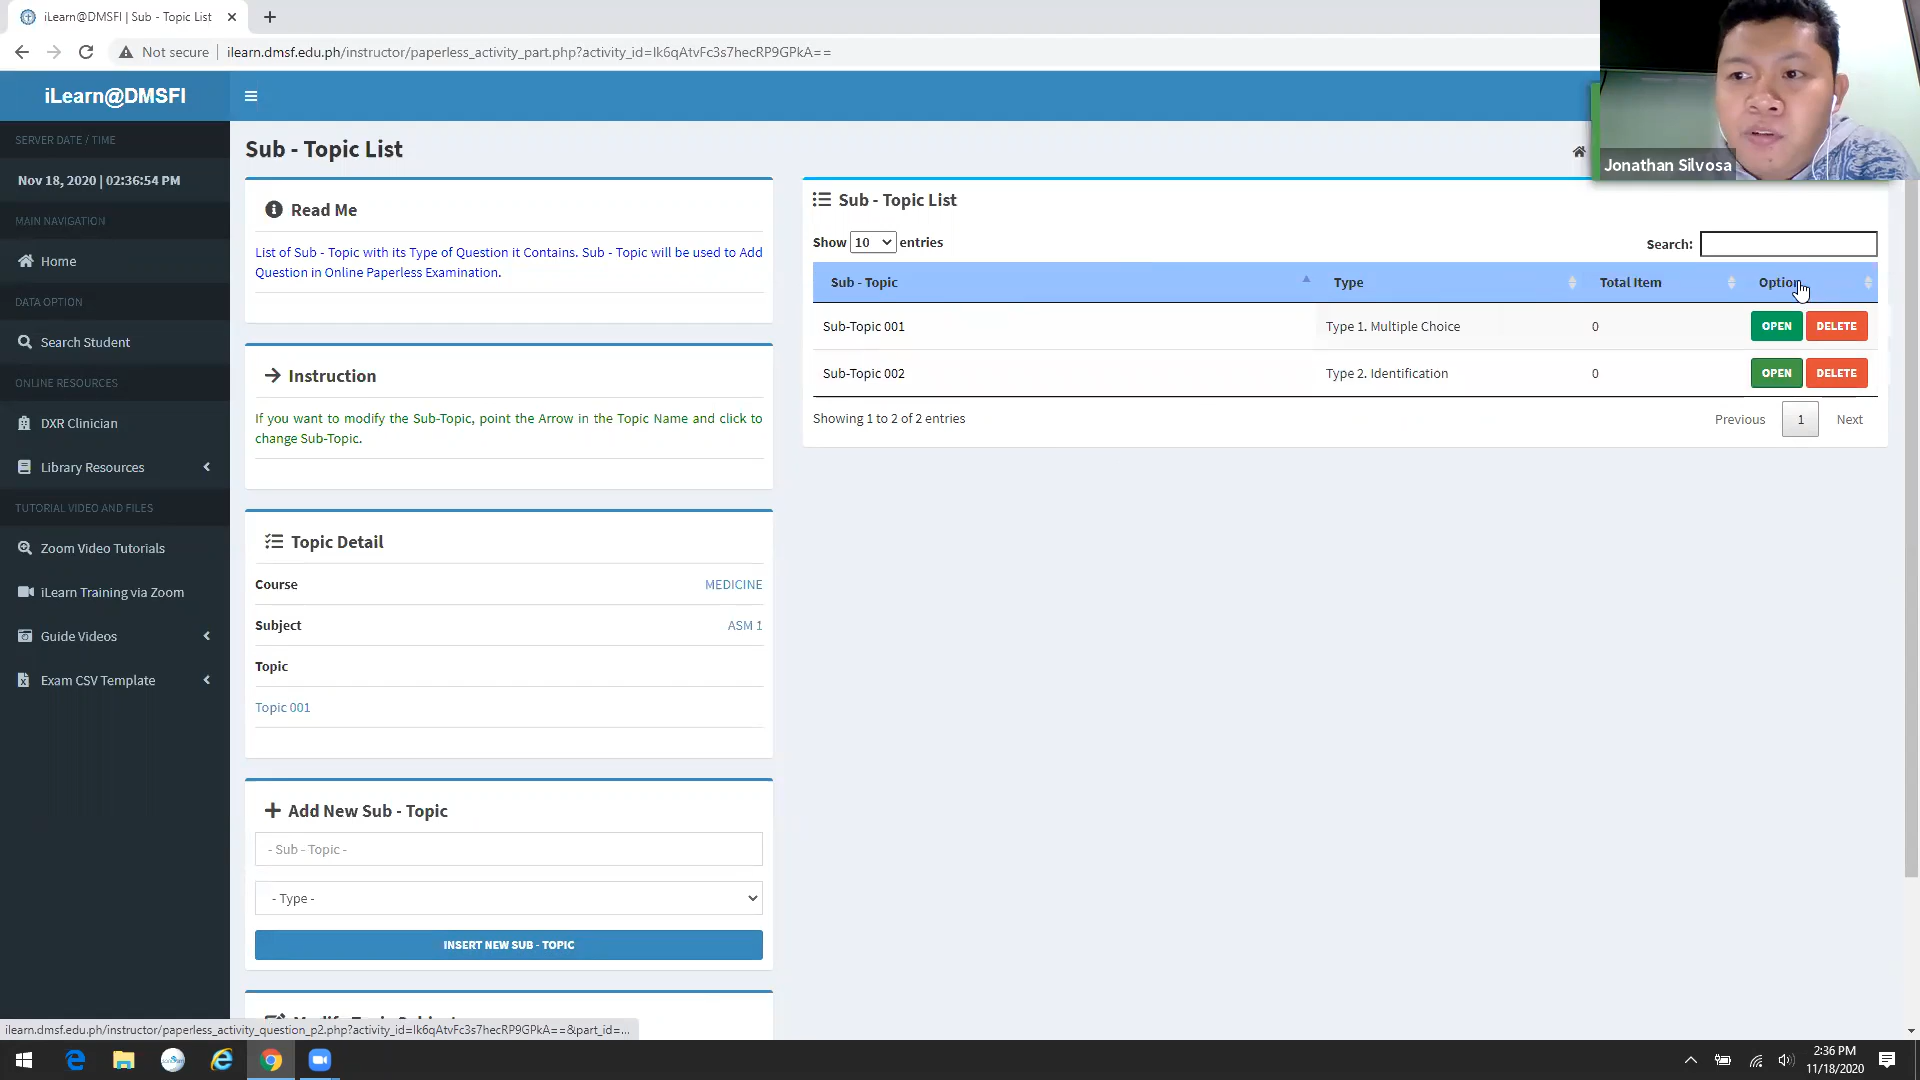 iLearn@DMSFI | Sub - Topic List
Not secure
ilearn.dmsf.edu.ph/instructor/paperless_activity_part.php?activity_id=Ik6qAtvFc3s7hecRP9GPkA==
iLearn@DMSFI
Jonathan Silvosa
SERVER DATE / TIME
Nov 18, 2020 | 02:36:54 PM
MAIN NAVIGATION
Home
DATA OPTION
Search Student
ONLINE RESOURCES
DXR Clinician
Library Resources
TUTORIAL VIDEO AND FILES
Zoom Video Tutorials
iLearn Training via Zoom
Guide Videos
Exam CSV Template
Sub - Topic List
Read Me
List of Sub - Topic with its Type of Question it Contains. Sub - Topic will be used to Add
Question in Online Paperless Examination.
Instruction
If you want to modify the Sub-Topic, point the Arrow in the Topic Name and click to
change Sub-Topic.
Topic Detail
Course MEDICINE
Subject ASM 1
Topic
Topic 001
Add New Sub - Topic
- Sub - Topic -
- Type -
INSERT NEW SUB - TOPIC
Sub - Topic List
Show 10 entries
Search:
Sub - Topic Type Total Item Option
Sub-Topic 001 Type 1. Multiple Choice 0 OPEN DELETE
Sub-Topic 002 Type 2. Identification 0 OPEN DELETE
Showing 1 to 2 of 2 entries
Previous 1 Next
ilearn.dmsf.edu.ph/instructor/paperless_activity_question_p2.php?activity_id=Ik6qAtvFc3s7hecRP9GPkA==&part_id=...
2:36 PM
11/18/2020